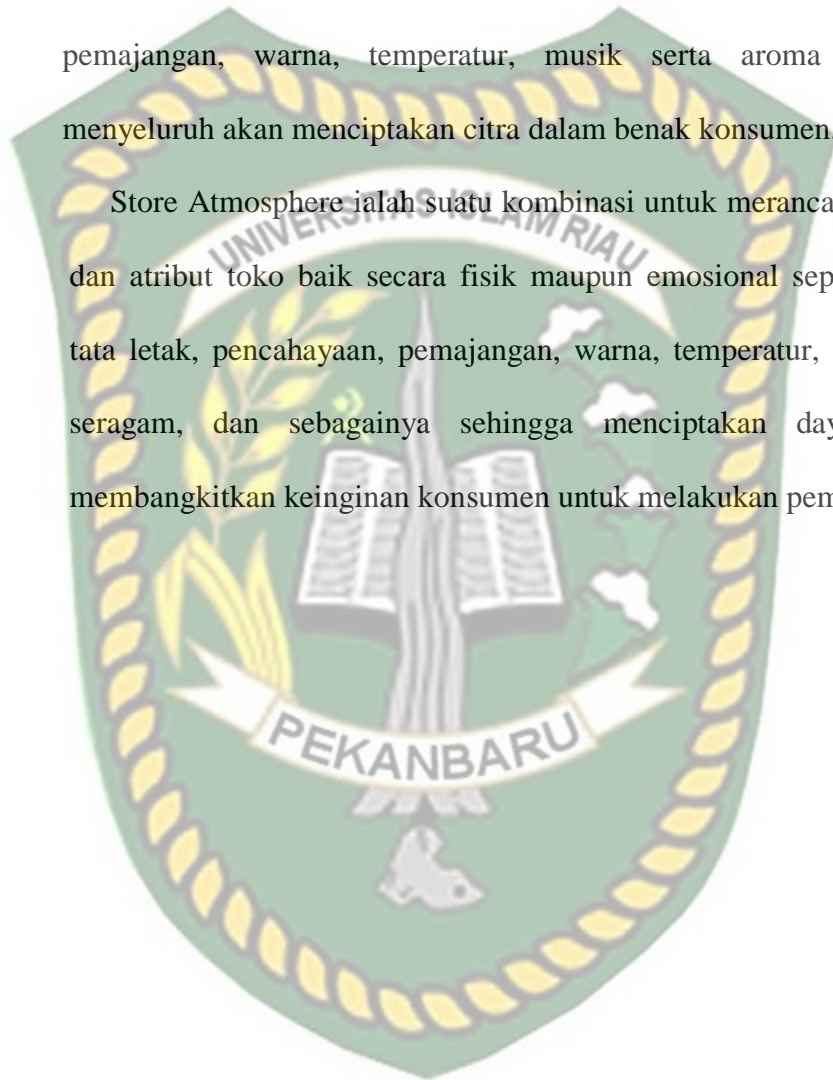 pemajangan, warna, temperatur, musik serta aroma
menyeluruh akan menciptakan citra dalam benak konsumen.
Store Atmosphere ialah suatu kombinasi untuk meranca
UNIVERSITAS ISLAM RIAU
dan atribut toko baik secara fisik maupun emosional sep
tata letak, pencahayaan, pemajangan, warna, temperatur,
seragam, dan sebagainya sehingga menciptakan day
membangkitkan keinginan konsumen untuk melakukan pem
PEKANBARU